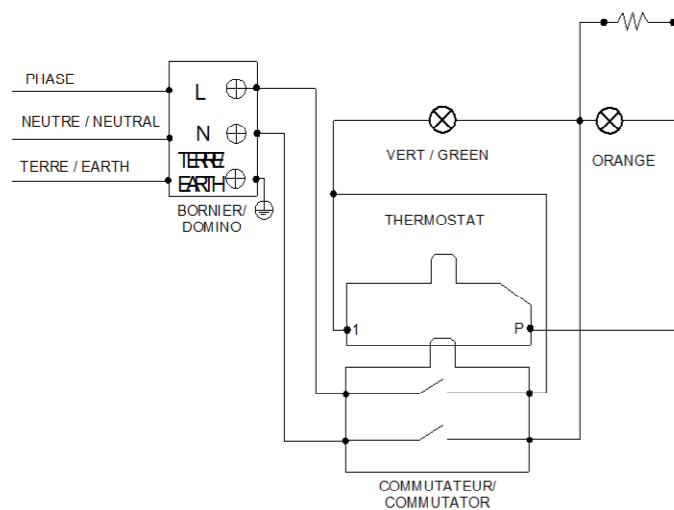 PHASE
L
NEUTRE / NEUTRAL
N
VERT / GREEN
ORANGE
TERRE / EARTH
TERRE/
EARTH
BORNIER/
DOMINO
THERMOSTAT
1
P
COMMUTATEUR/
COMMUTATOR